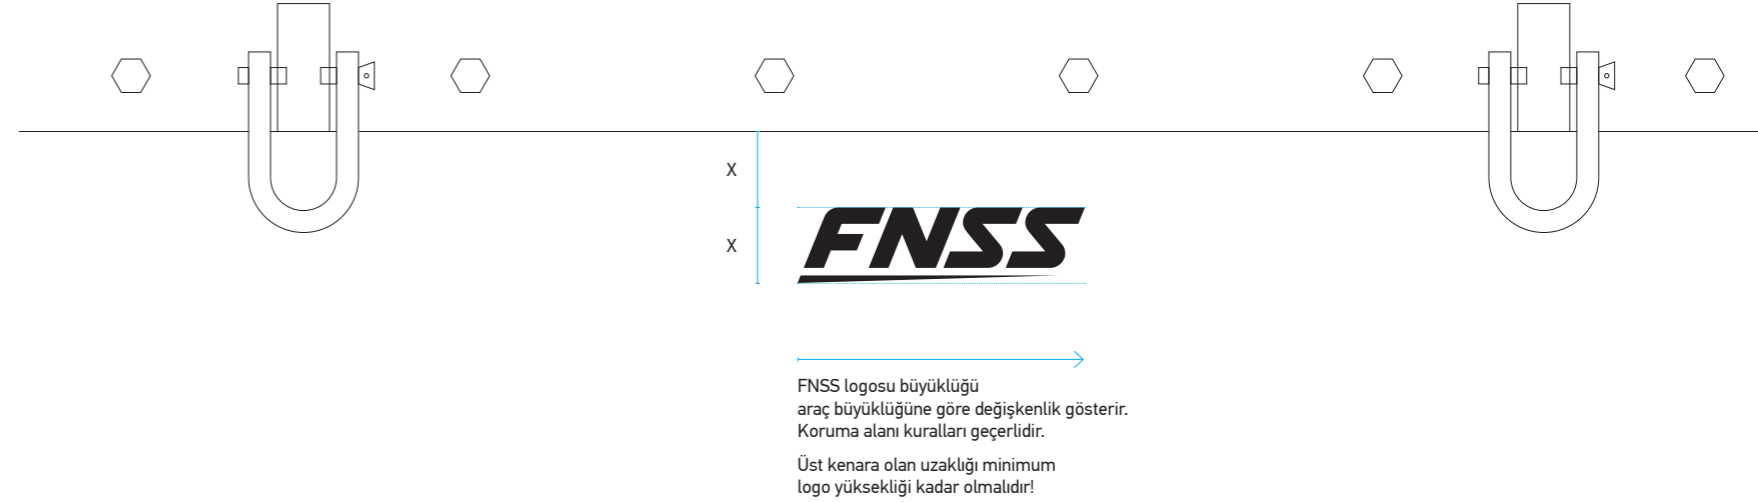 X
X
FNSS
FNSS logosu büyüklüğü
araç büyüklüğüne göre değişkenlik gösterir.
Koruma alanı kuralları geçerlidir.
Üst kenara olan uzaklığı minimum
logo yüksekliği kadar olmalıdır!